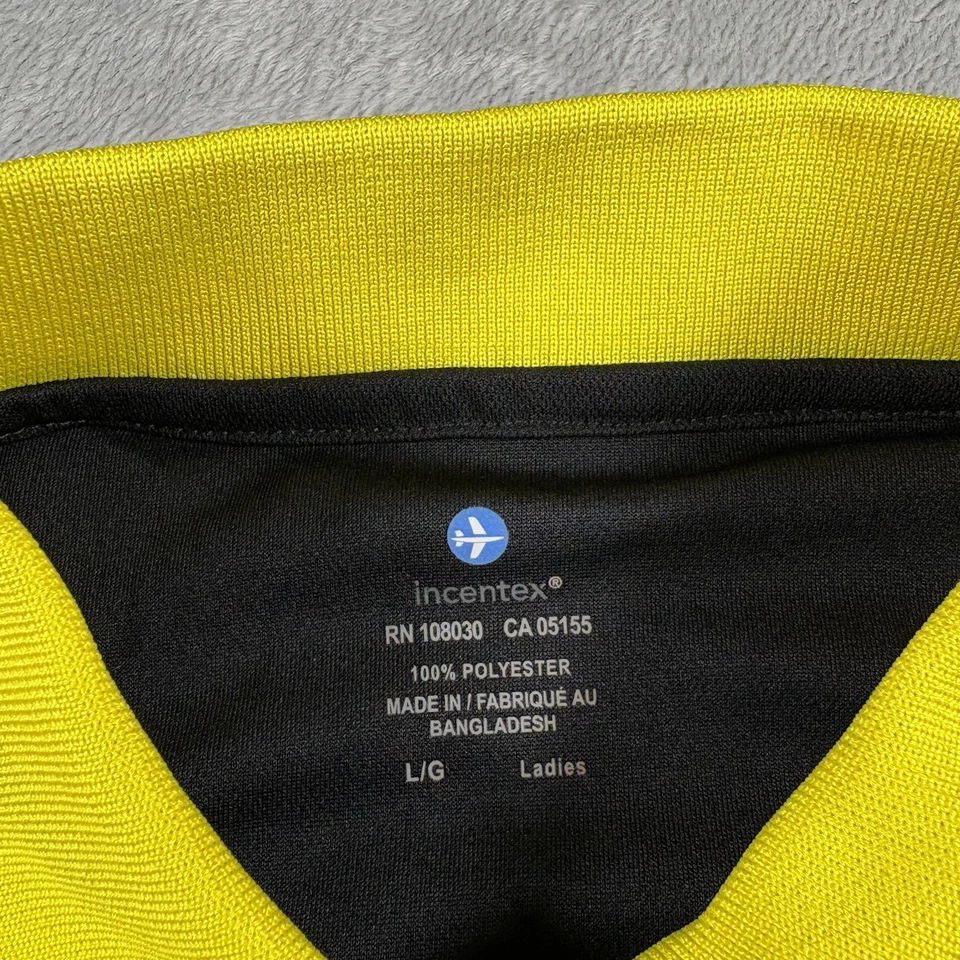 incentex®
RN 108030 CA 05155
100% POLYESTER
MADE IN / FABRIQUÉ AU
BANGLADESH
L/G Ladies